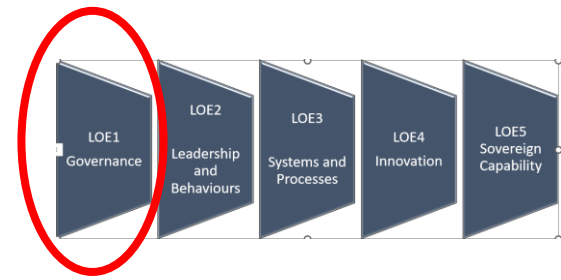 LOE1
Governance
LOE2
Leadership
and
Behaviours
LOE3
Systems and
Processes
LOE4
Innovation
LOE5
Sovereign
Capability